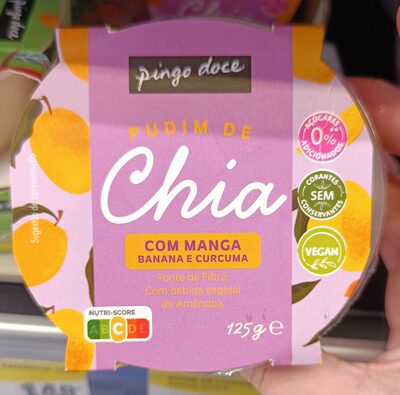 pingo doce
PUDIM DE
Chia
COM MANGA
BANANA E CURCUMA
Fonte de Fibra.
Com bebida vegetal
de Amêndoa.
125g e
NUTRI-SCORE
A B C D E
AÇÚCARES
0%
ADICIONADOS
CORANTES
SEM
CONSERVANTES
VEGAN
Sugestão de apresentação